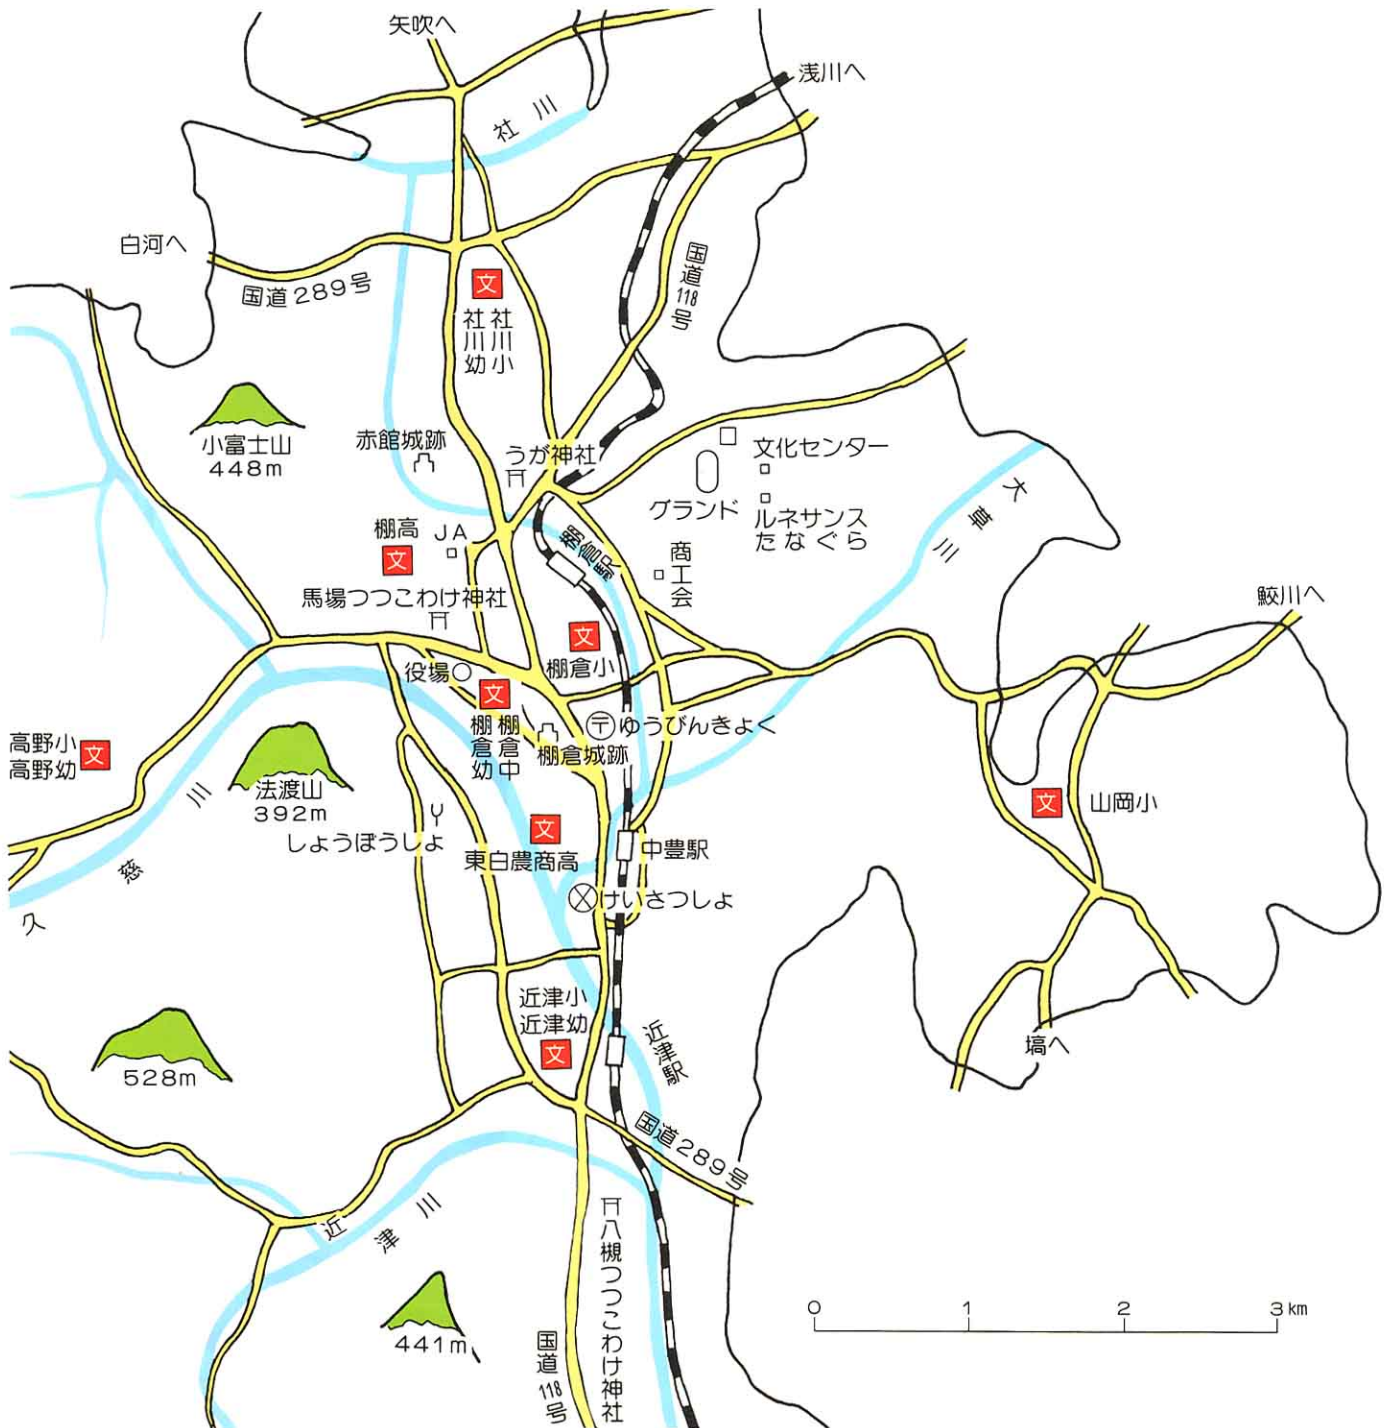 矢吹へ
浅川へ
社川
白河へ
国道289号
国道118号
文
社川小
社川幼
小富士山
448m
赤館城跡
うが神社
文化センター
グランド
ルネサンス
たなぐら
大草川
棚高
文
JA
棚倉駅
商工会
馬場つつこわけ神社
鮫川へ
文
棚倉小
役場
文
棚倉中
棚倉幼
〒ゆうびんきょく
棚倉城跡
高野小
高野幼
文
法渡山
392m
文
山岡小
しょうぼうしょ
文
東白農商高
中豊駅
けいさつしょ
久慈川
近津小
近津幼
文
近津駅
塙へ
528m
国道289号
近津川
八槻つつこわけ神社
441m
国道118号
0 1 2 3km